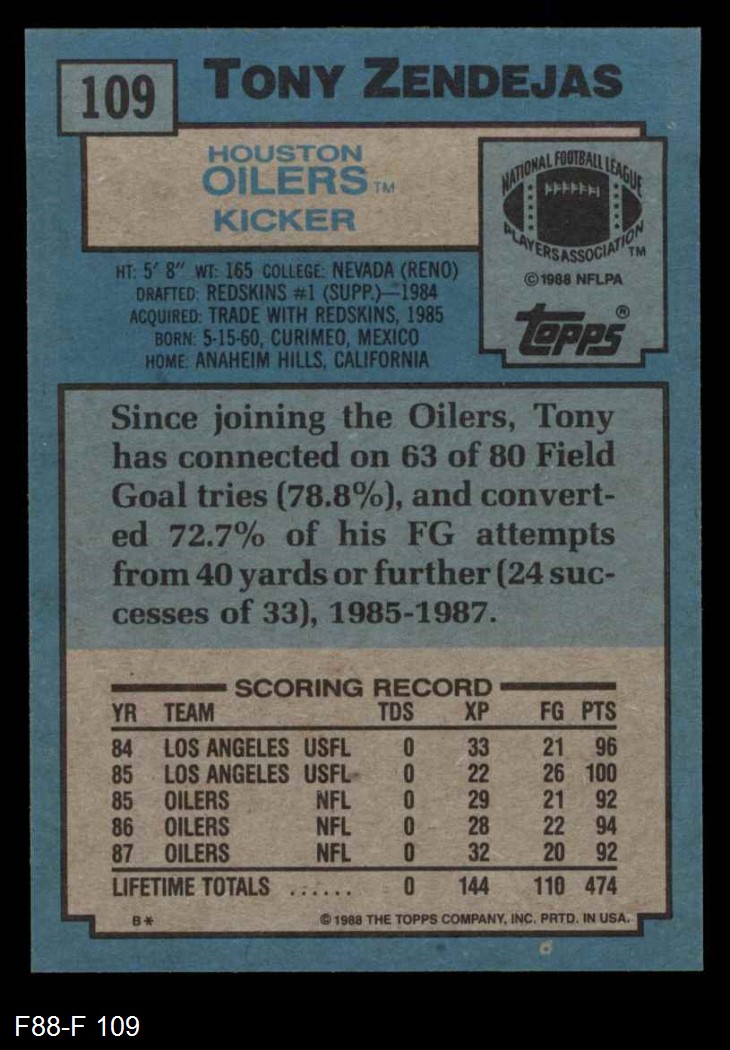 109
TONY ZENDEJAS
HOUSTON
OILERS™
KICKER
NATIONAL FOOTBALL LEAGUE
PLAYERS ASSOCIATION™
© 1988 NFLPA
topps®
HT: 5' 8" WT: 165 COLLEGE: NEVADA (RENO)
DRAFTED: REDSKINS #1 (SUPP.)—1984
ACQUIRED: TRADE WITH REDSKINS, 1985
BORN: 5-15-60, CURIMEO, MEXICO
HOME: ANAHEIM HILLS, CALIFORNIA
Since joining the Oilers, Tony
has connected on 63 of 80 Field
Goal tries (78.8%), and convert-
ed 72.7% of his FG attempts
from 40 yards or further (24 suc-
cesses of 33), 1985-1987.
SCORING RECORD
YR TEAM TDS XP FG PTS
84 LOS ANGELES USFL 0 33 21 96
85 LOS ANGELES USFL 0 22 26 100
85 OILERS NFL 0 29 21 92
86 OILERS NFL 0 28 22 94
87 OILERS NFL 0 32 20 92
LIFETIME TOTALS ...... 0 144 110 474
B* © 1988 THE TOPPS COMPANY, INC. PRTD. IN USA.
F88-F 109